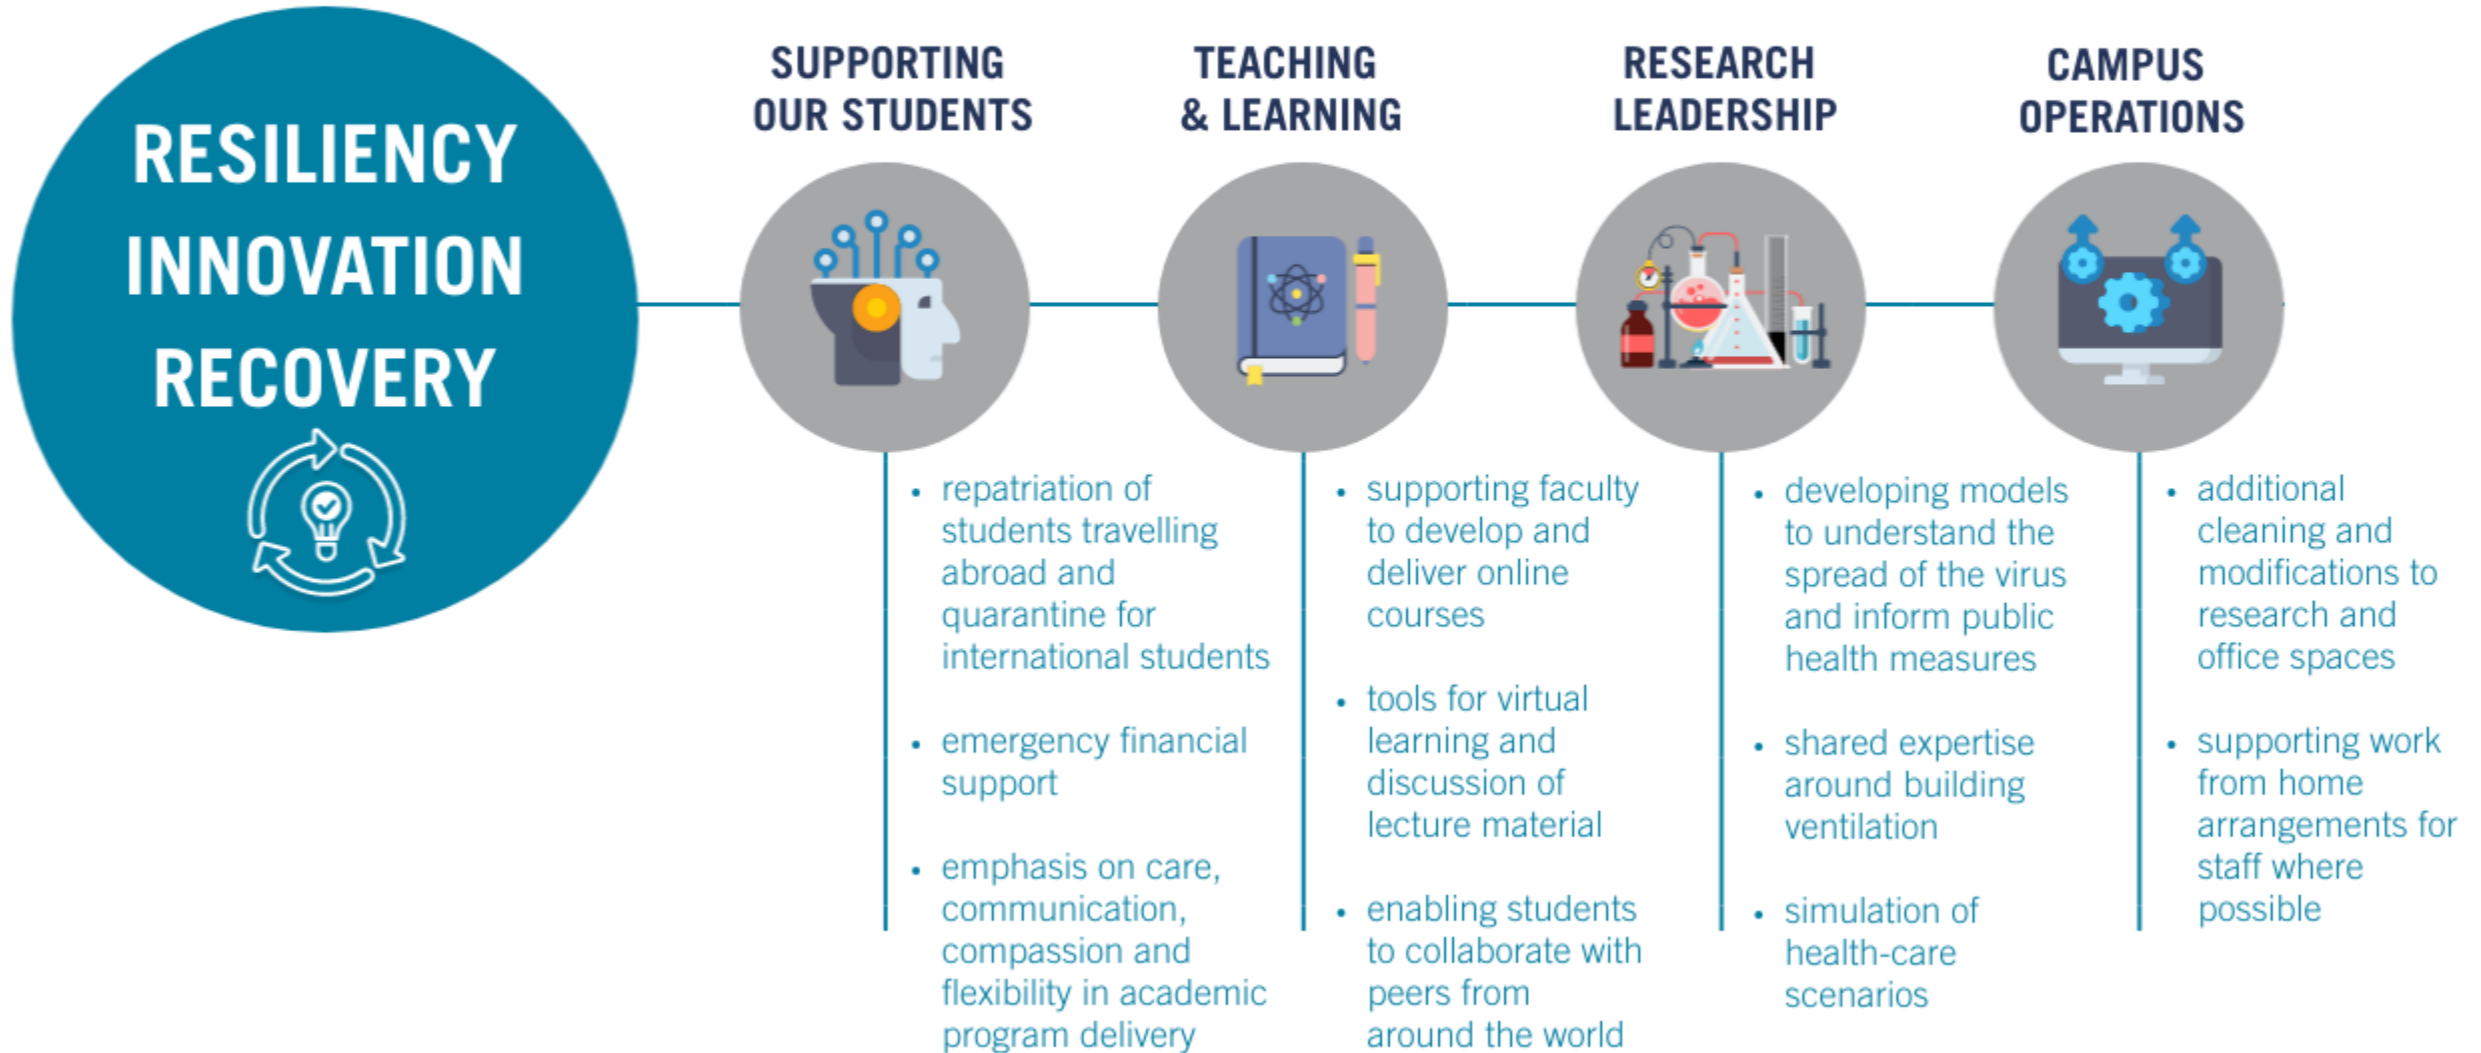 RESILIENCY
INNOVATION
RECOVERY
SUPPORTING
OUR STUDENTS
• repatriation of
students travelling
abroad and
quarantine for
international students
• emergency financial
support
• emphasis on care,
communication,
compassion and
flexibility in academic
program delivery
TEACHING
& LEARNING
• supporting faculty
to develop and
deliver online
courses
• tools for virtual
learning and
discussion of
lecture material
• enabling students
to collaborate with
peers from
around the world
RESEARCH
LEADERSHIP
• developing models
to understand the
spread of the virus
and inform public
health measures
• shared expertise
around building
ventilation
• simulation of
health-care
scenarios
CAMPUS
OPERATIONS
• additional
cleaning and
modifications to
research and
office spaces
• supporting work
from home
arrangements for
staff where
possible